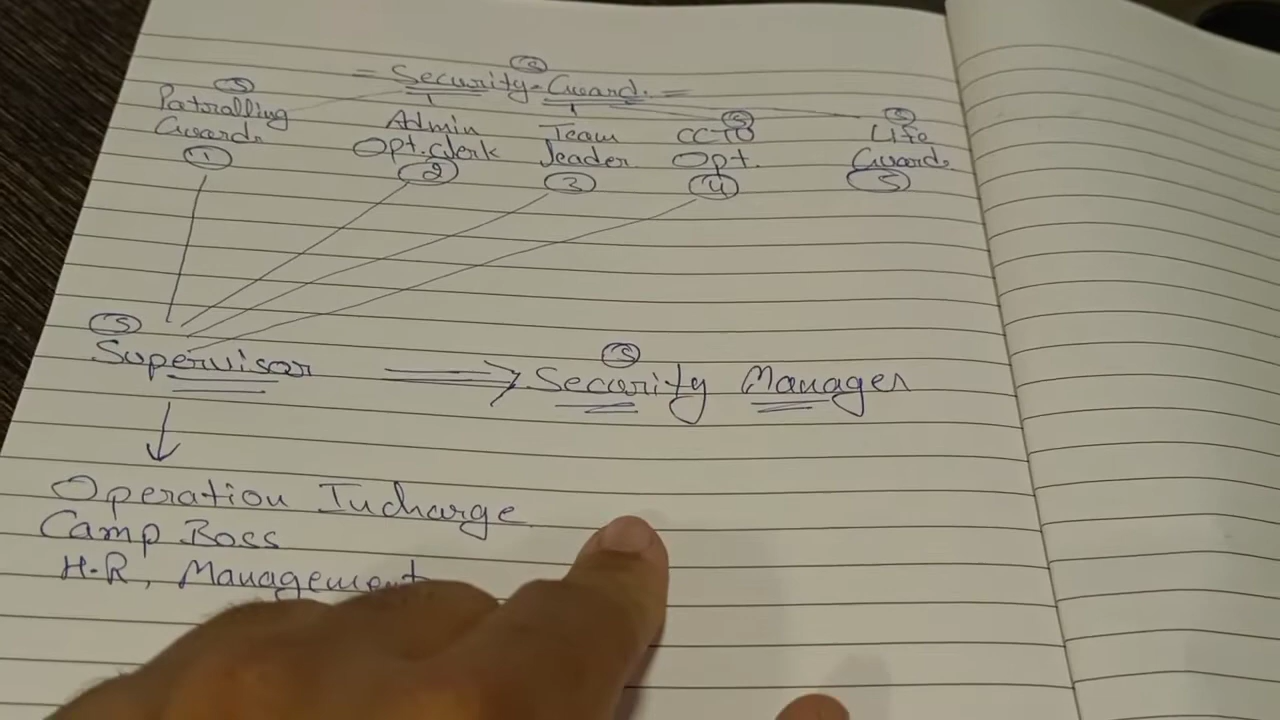 = Security-Guard. =
Patoralling
Guard.
1
Admin
Opt. Clerk
2
Team
Leader
3
CCTV
Opt.
4
Life
Guard.
5
S
Supervisor
S
Security Manager
Operation Incharge
Camp Boss
H.R, Management